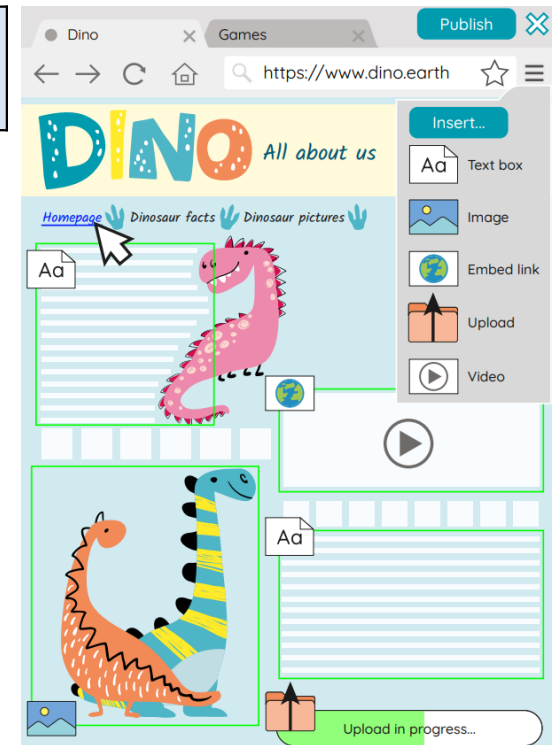 Dino
Games
Publish
https://www.dino.earth
Insert...
DINO
All about us
Aa
Text box
Homepage
Dinosaur facts
Dinosaur pictures
Image
Aa
Embed link
Upload
Video
Aa
Upload in progress...